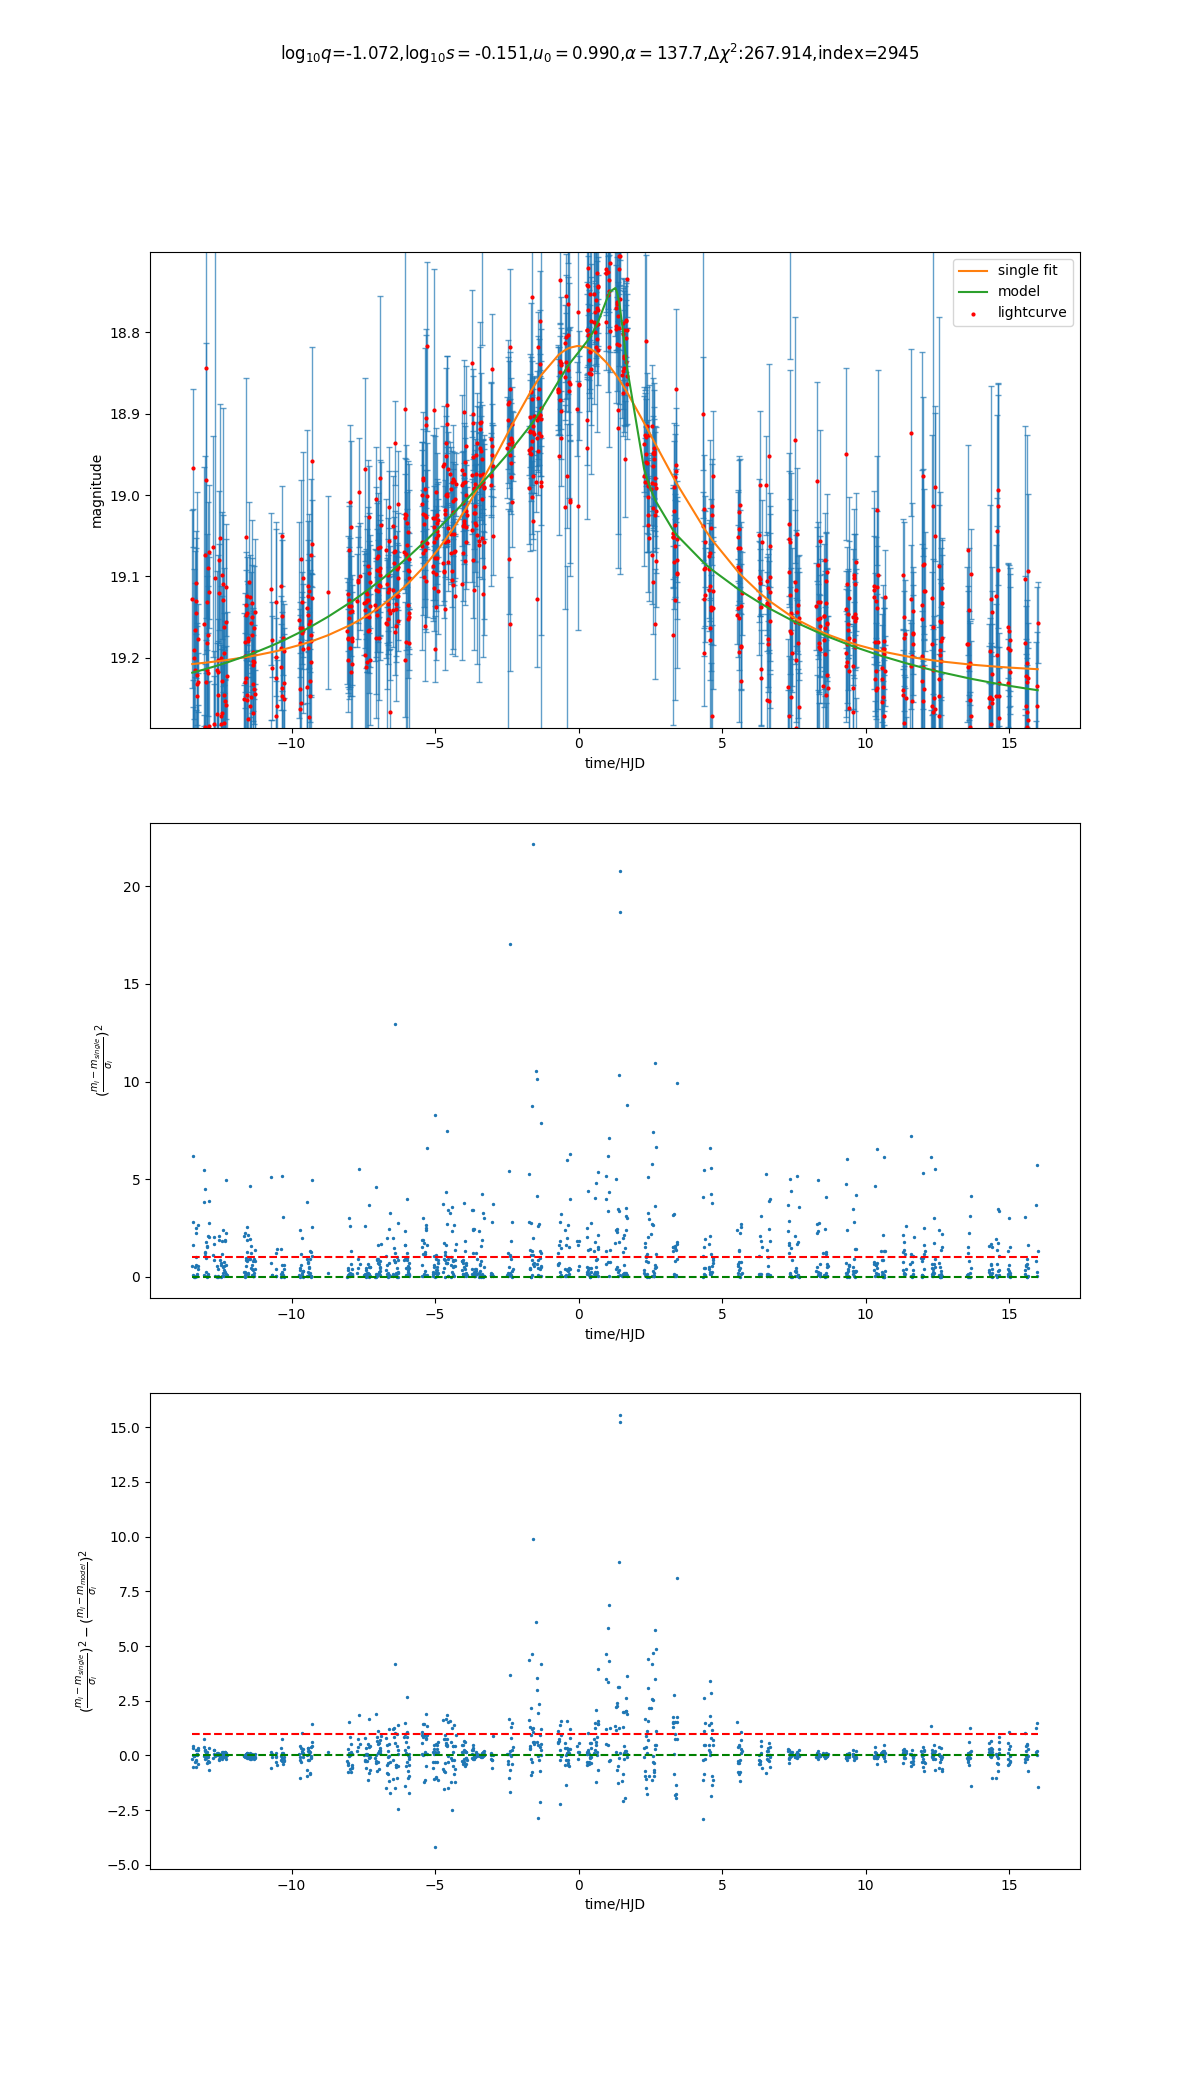 log₁₀q=-1.072,log₁₀s = -0.151,u₀ = 0.990,α = 137.7,Δχ²:267.914,index=2945
single fit
model
lightcurve
18.8
18.9
19.0
19.1
19.2
magnitude
−10 −5 0 5 10 15
time/HJD
20
15
10
5
0
(mᵢ − m_single / σᵢ)²
−10 −5 0 5 10 15
time/HJD
15.0
12.5
10.0
7.5
5.0
2.5
0.0
−2.5
−5.0
(mᵢ − m_single / σᵢ)² − (mᵢ − m_model / σᵢ)²
−10 −5 0 5 10 15
time/HJD